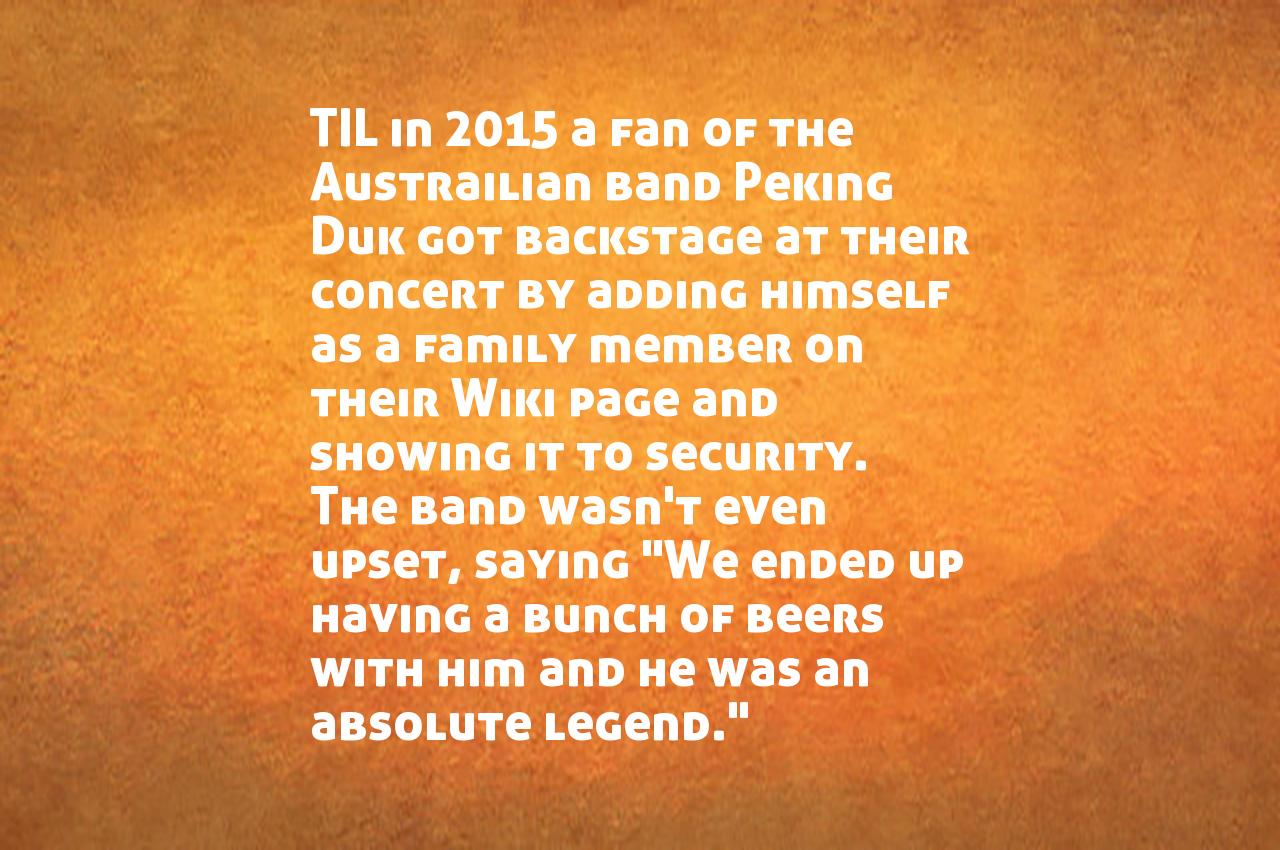 TIL in 2015 a fan of the
Austrailian band Peking
Duk got backstage at their
concert by adding himself
as a family member on
their Wiki page and
showing it to security.
The band wasn't even
upset, saying "We ended up
having a bunch of beers
with him and he was an
absolute legend."